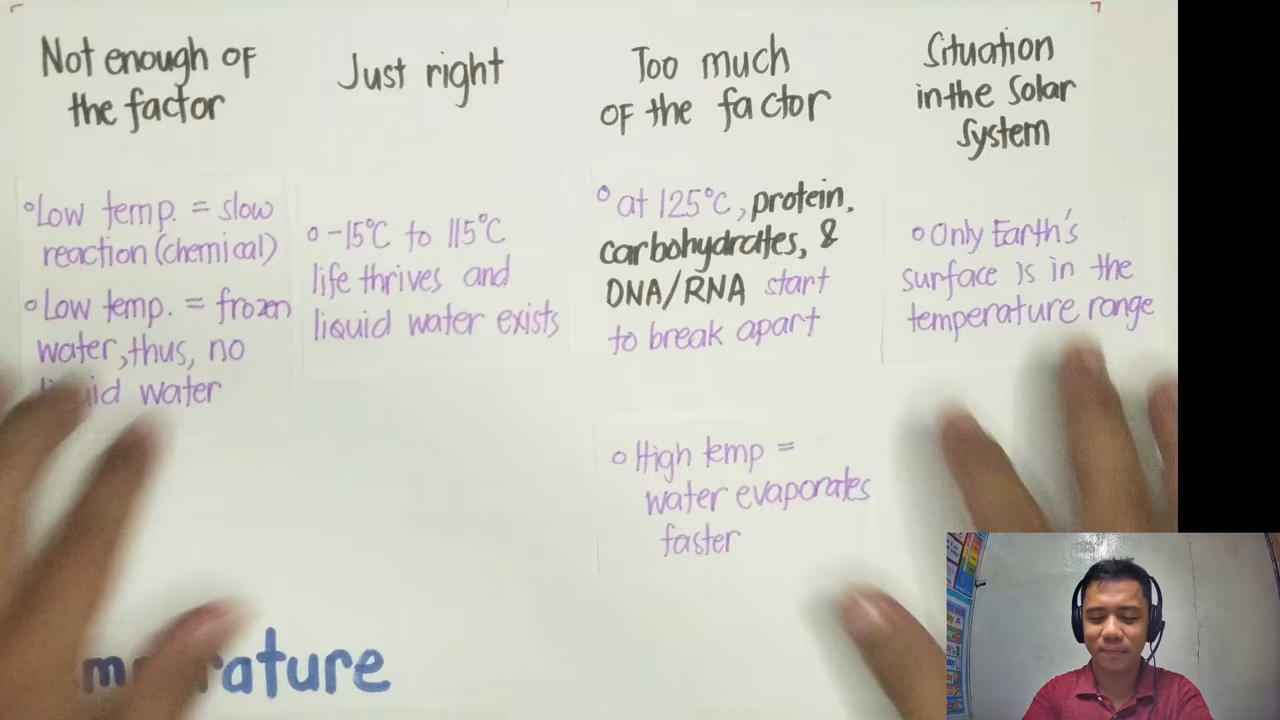 Not enough of
the factor
Just right
Too much
of the factor
Situation
in the Solar
System
Low temp. = slow
reaction (chemical)
Low temp. = frozen
water, thus, no
water
-15°C to 115°C
life thrives and
liquid water exists
at 125°C, protein,
carbohydrates, &
DNA/RNA start
to break apart
High temp =
water evaporates
faster
Only Earth's
surface is in the
temperature range